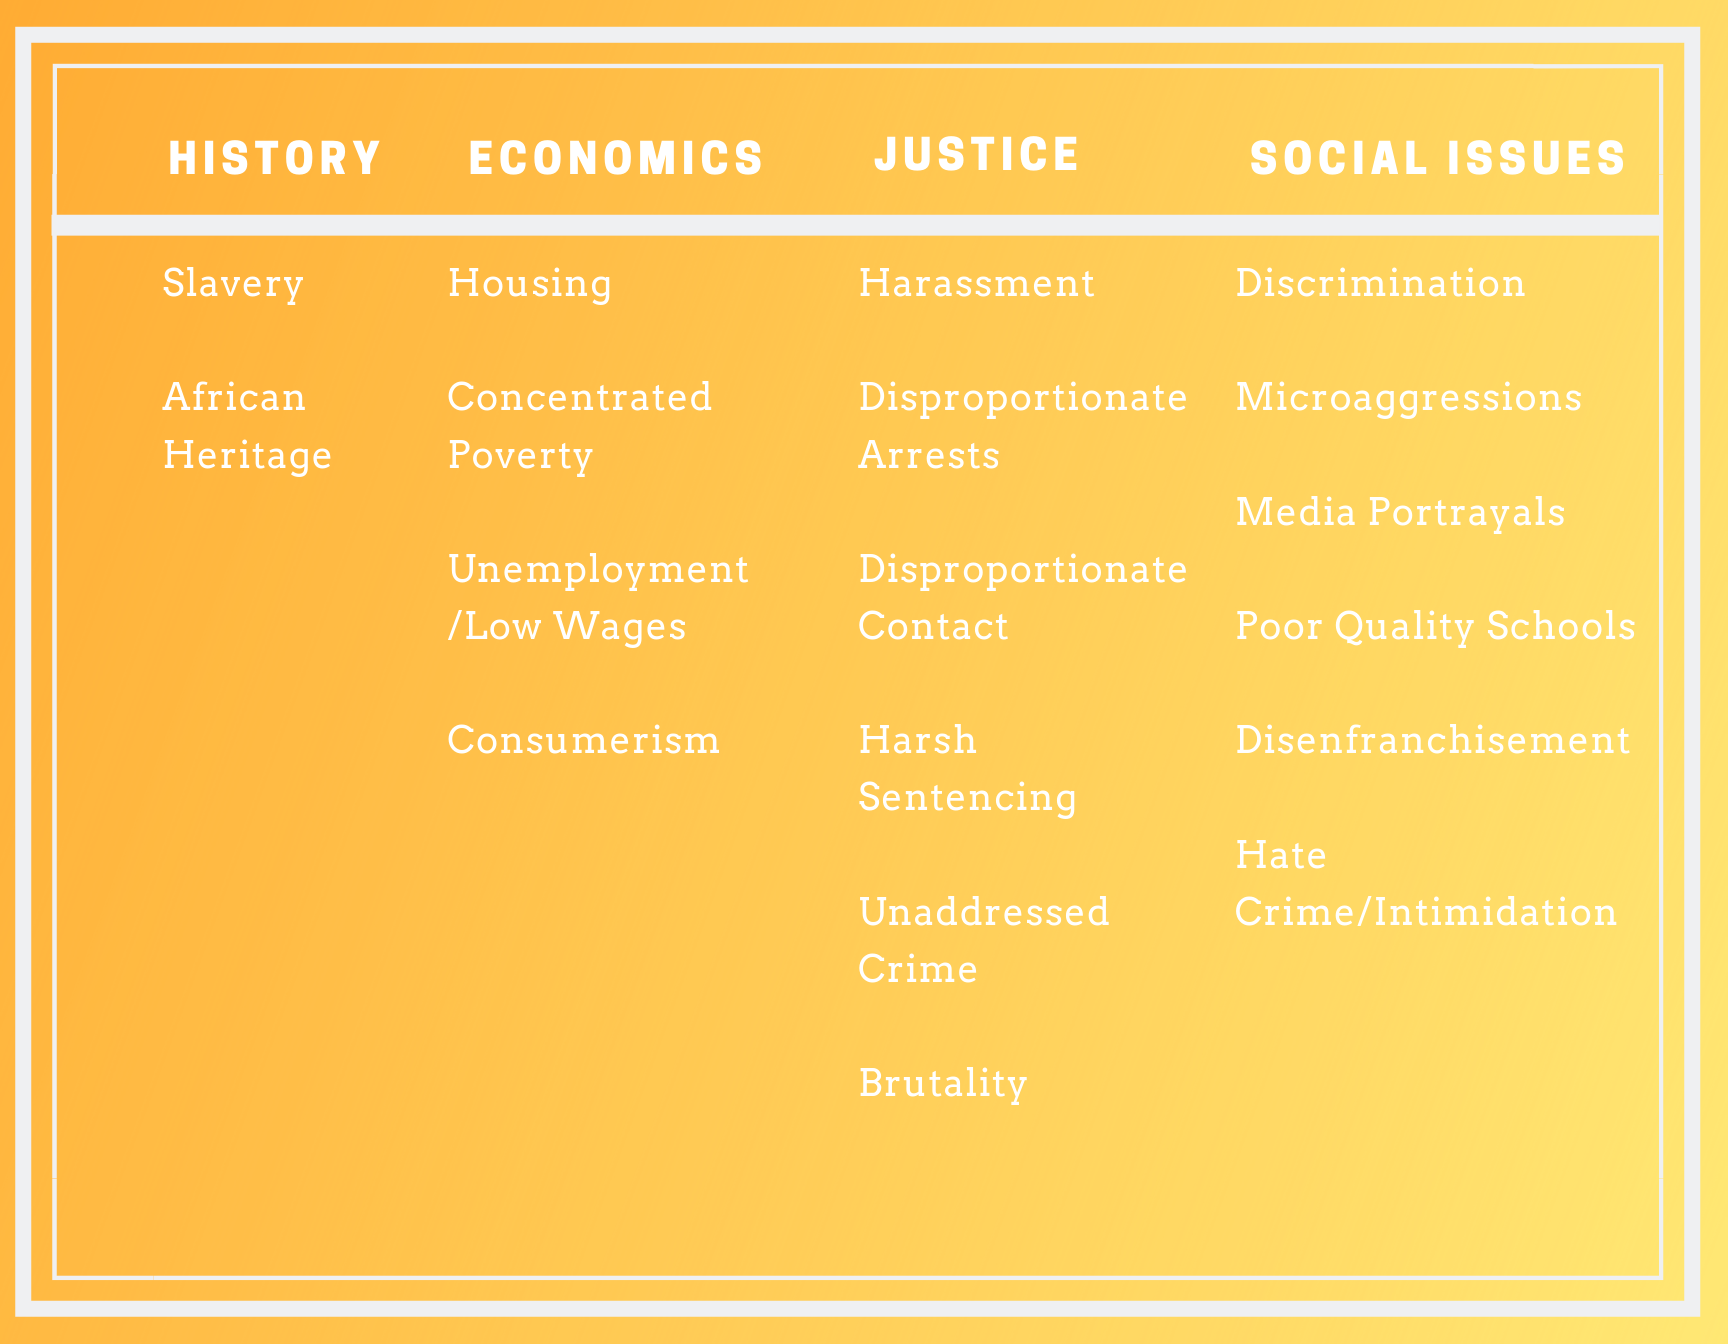 HISTORY
Slavery
African
Heritage
ECONOMICS
Housing
Concentrated
Poverty
Unemployment
/Low Wages
Consumerism
JUSTICE
Harassment
Disproportionate
Arrests
Disproportionate
Contact
Harsh
Sentencing
Unaddressed
Crime
Brutality
SOCIAL ISSUES
Discrimination
Microaggressions
Media Portrayals
Poor Quality Schools
Disenfranchisement
Hate
Crime/Intimidation